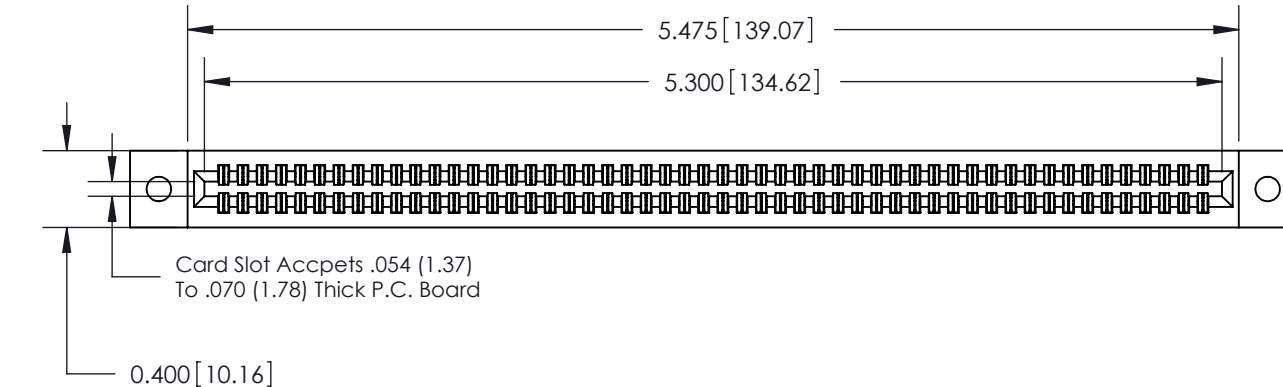 5.475[139.07]
5.300[134.62]
Card Slot Accpets .054 (1.37)
To .070 (1.78) Thick P.C. Board
0.400[10.16]